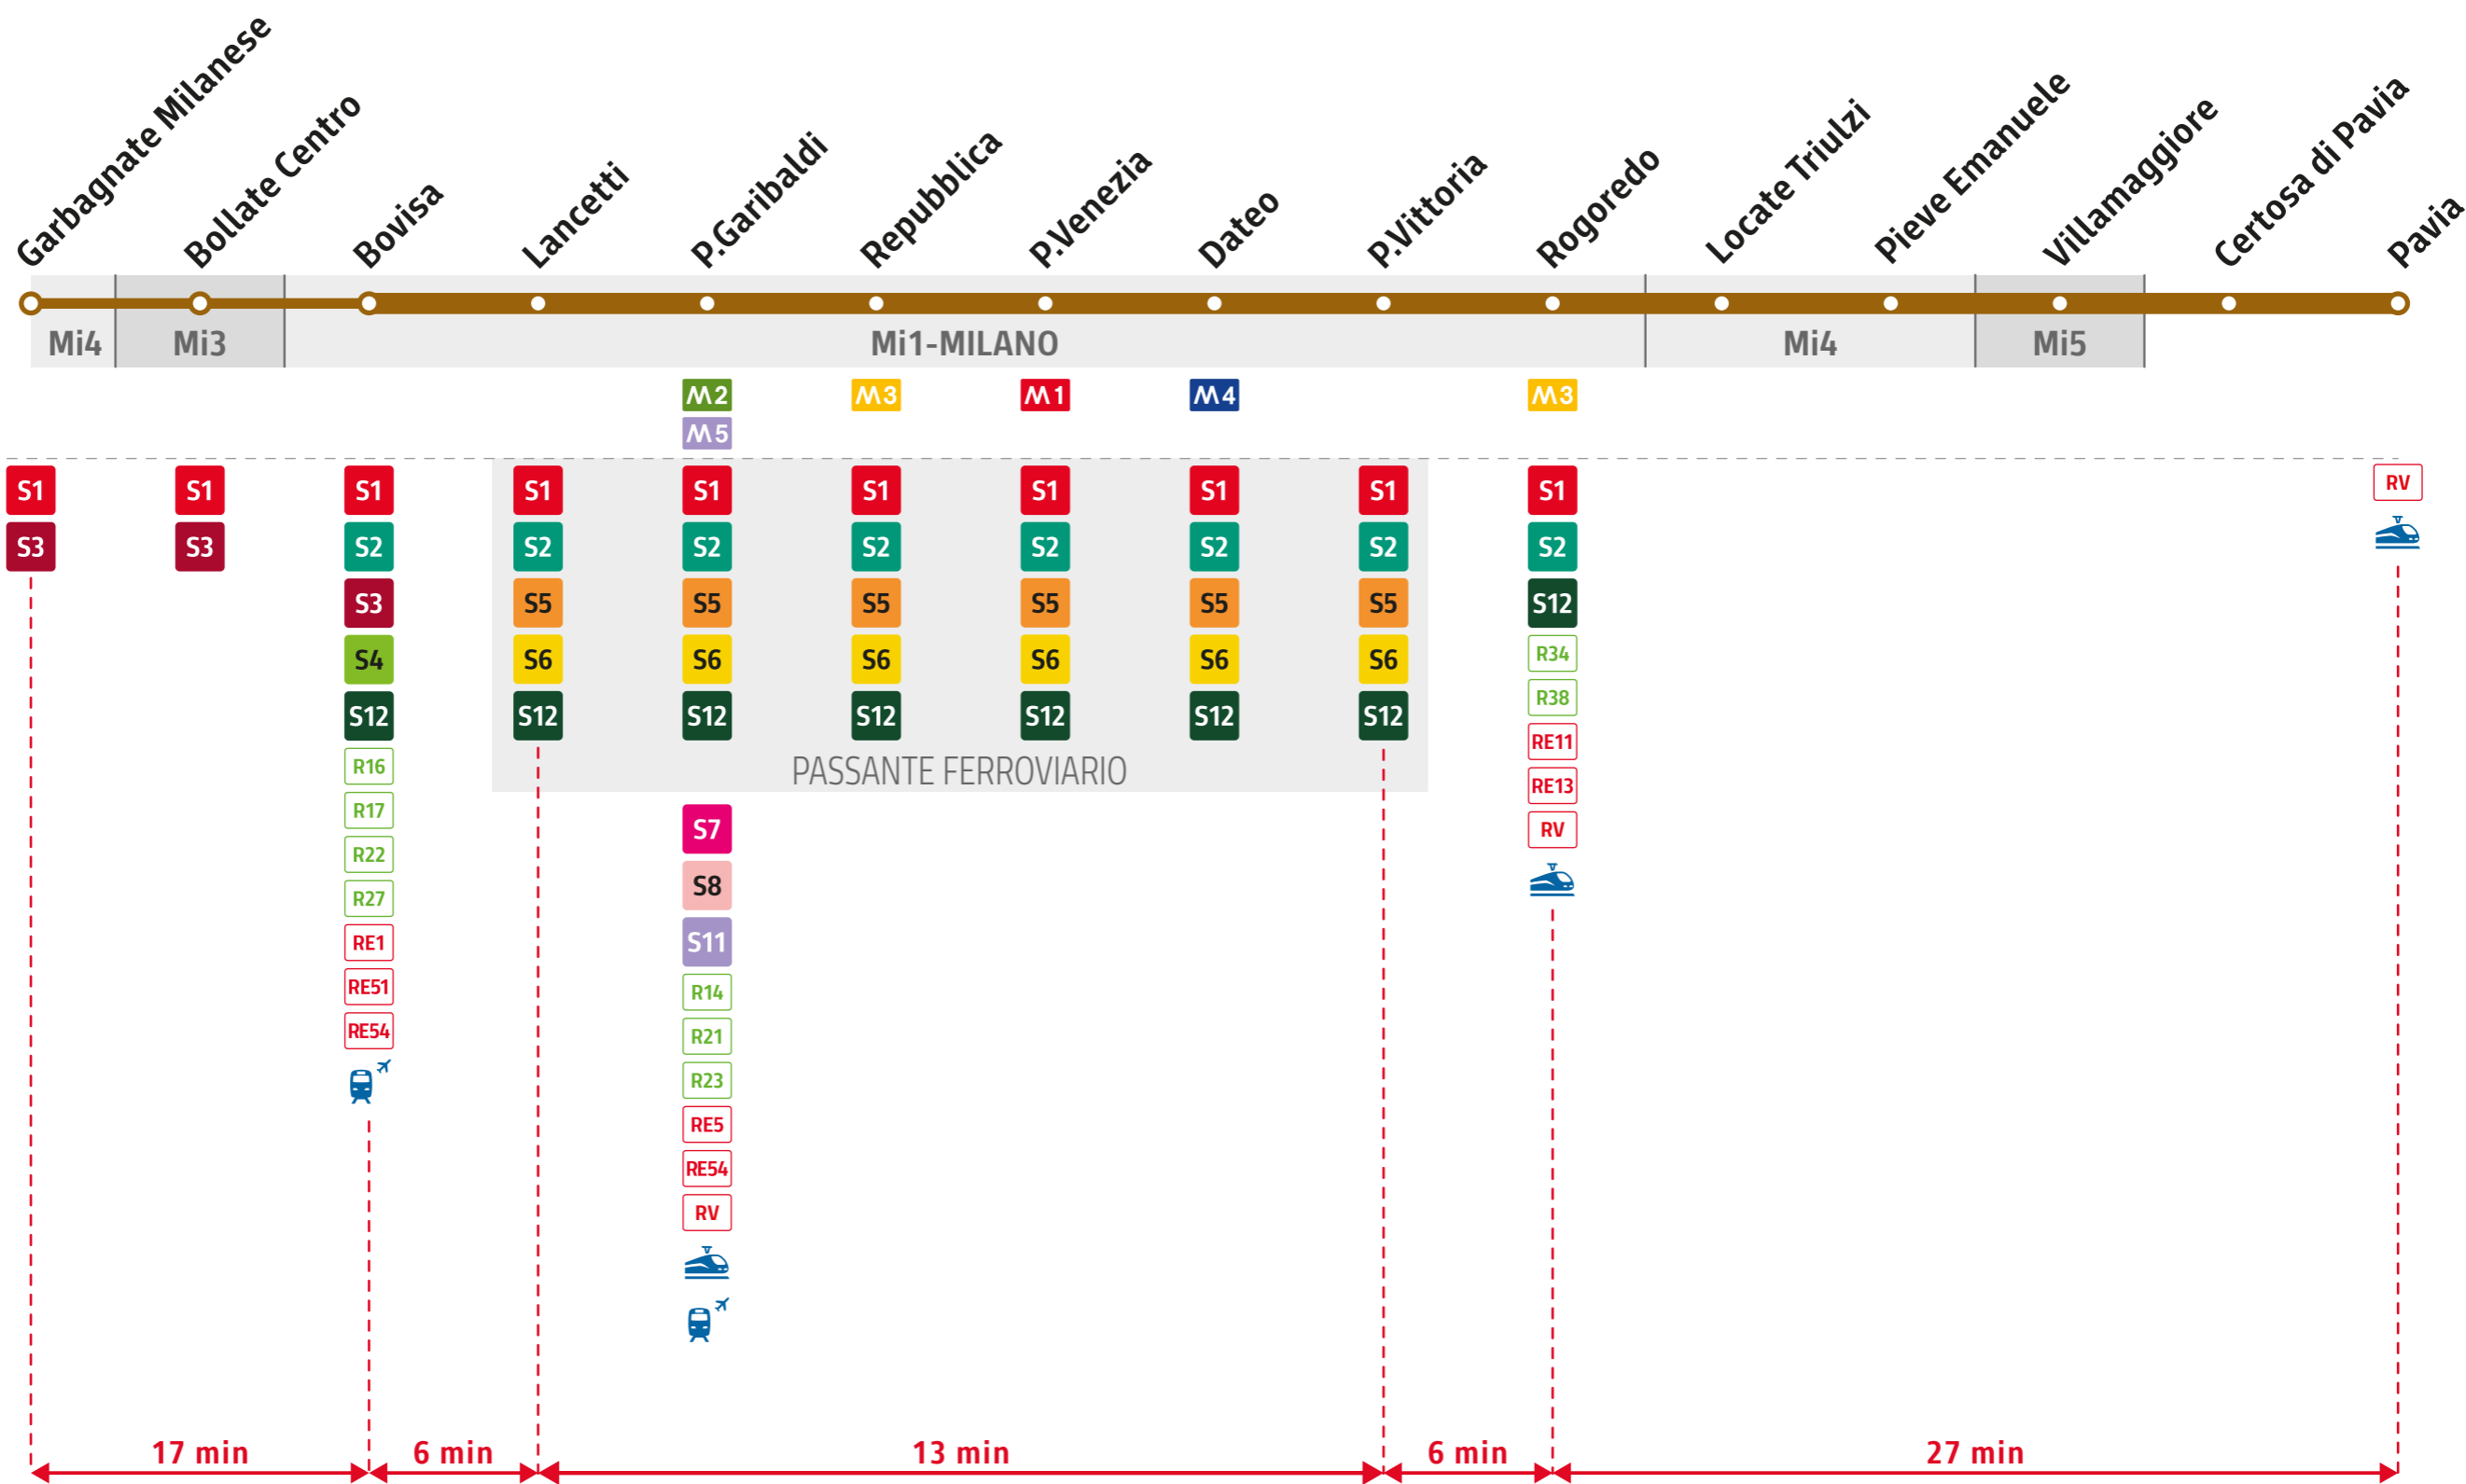 Garbagnate Milanese
Bollate Centro
Bovisa
Lancetti
P.Garibaldi
Repubblica
P.Venezia
Dateo
P.Vittoria
Rogoredo
Locate Triulzi
Pieve Emanuele
Villamaggiore
Certosa di Pavia
Pavia
Mi4 Mi3 Mi1-MILANO Mi4 Mi5
M2 M3 M1 M4 M3
M5
S1 S1 S1 S1 S1 S1 S1 S1 S1 S1 RV
S3 S3 S2 S2 S2 S2 S2 S2 S2 S2
S3 S5 S5 S5 S5 S5 S5 S12
S4 S6 S6 S6 S6 S6 S6 R34
R38
S12 S12 S12 S12 S12 S12 S12 RE11
R16 PASSANTE FERROVIARIO RE13
R17 S7 RV
R22 S8
R27
RE1 S11
RE51 R14
RE54 R21
R23
RE5
RE54
RV
17 min 6 min 13 min 6 min 27 min